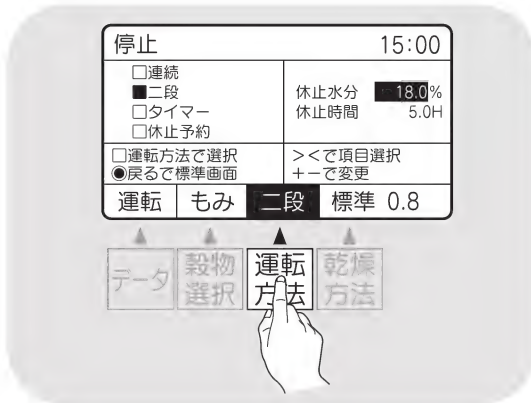 停止 15:00
□連続
■二段
□タイマー
□休止予約
休止水分 18.0%
休止時間 5.0H
□運転方法で選択
●戻るで標準画面
><で項目選択
+-で変更
運転 もみ 二段 標準 0.8
データ 穀物選択 運転方法 乾燥方法